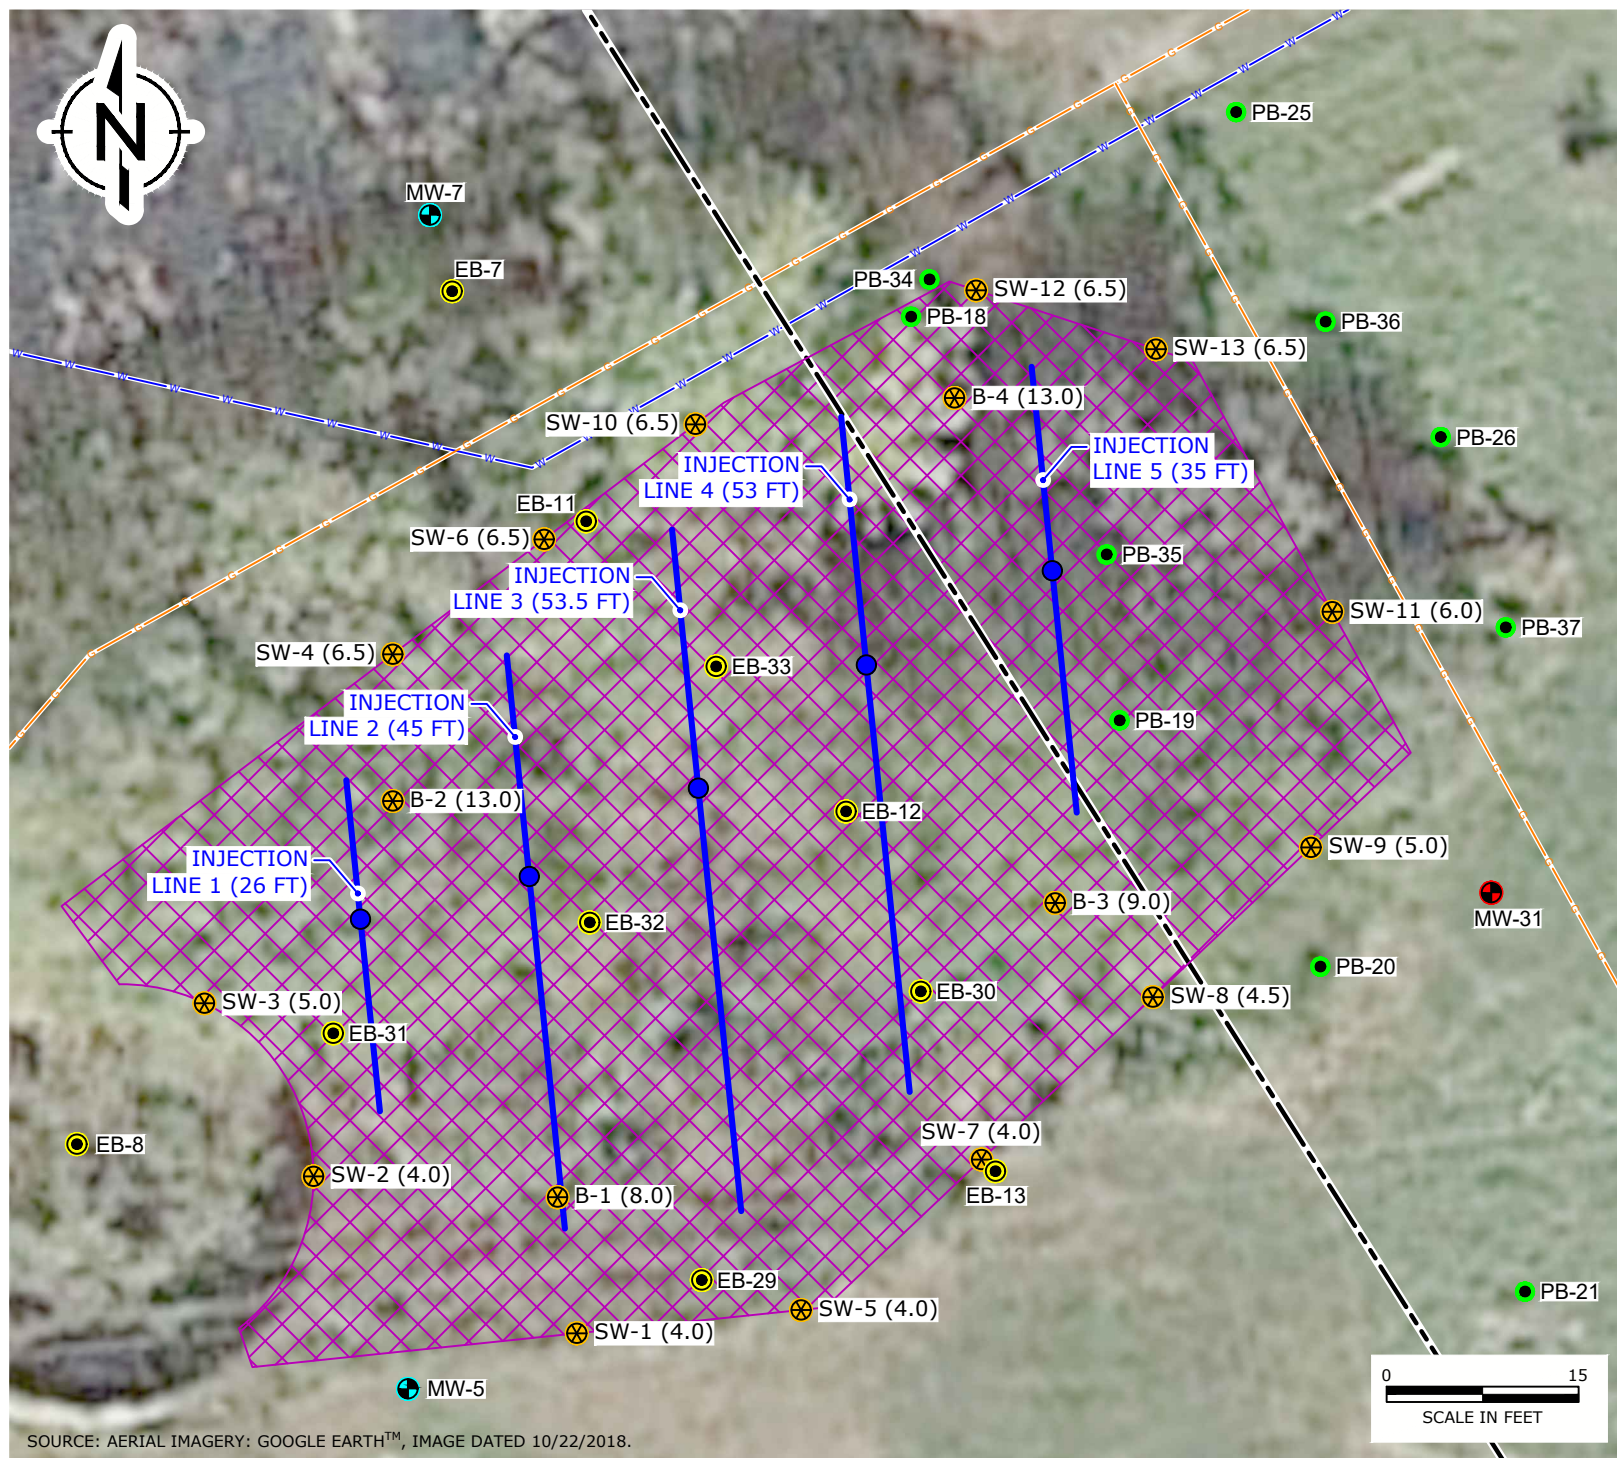 N
PB-25
MW-7
EB-7
PB-34
SW-12 (6.5)
PB-18
PB-36
SW-13 (6.5)
B-4 (13.0)
SW-10 (6.5)
PB-26
INJECTION
LINE 5 (35 FT)
INJECTION
LINE 4 (53 FT)
EB-11
SW-6 (6.5)
PB-35
INJECTION
LINE 3 (53.5 FT)
SW-11 (6.0)
PB-37
SW-4 (6.5)
EB-33
INJECTION
LINE 2 (45 FT)
PB-19
B-2 (13.0)
EB-12
INJECTION
LINE 1 (26 FT)
SW-9 (5.0)
B-3 (9.0)
MW-31
EB-32
PB-20
EB-30
SW-8 (4.5)
SW-3 (5.0)
EB-31
SW-7 (4.0)
EB-8
SW-2 (4.0)
B-1 (8.0)
EB-13
EB-29
PB-21
SW-5 (4.0)
SW-1 (4.0)
MW-5
0 15
SCALE IN FEET
SOURCE: AERIAL IMAGERY: GOOGLE EARTH™, IMAGE DATED 10/22/2018.